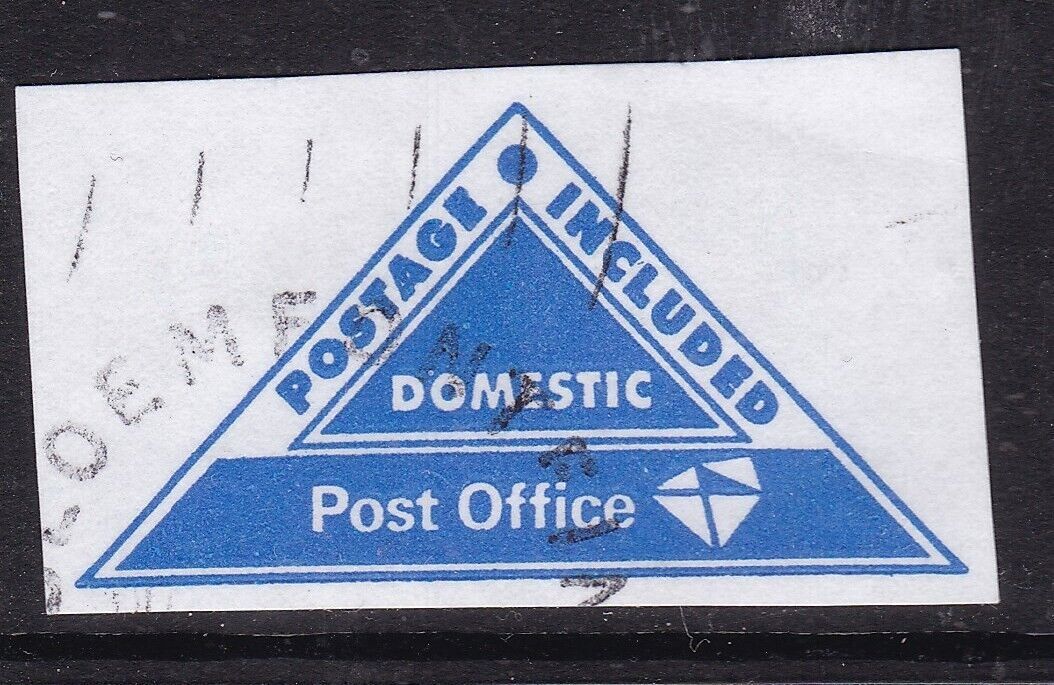 POSTAGE INCLUDED
DOMESTIC
Post Office